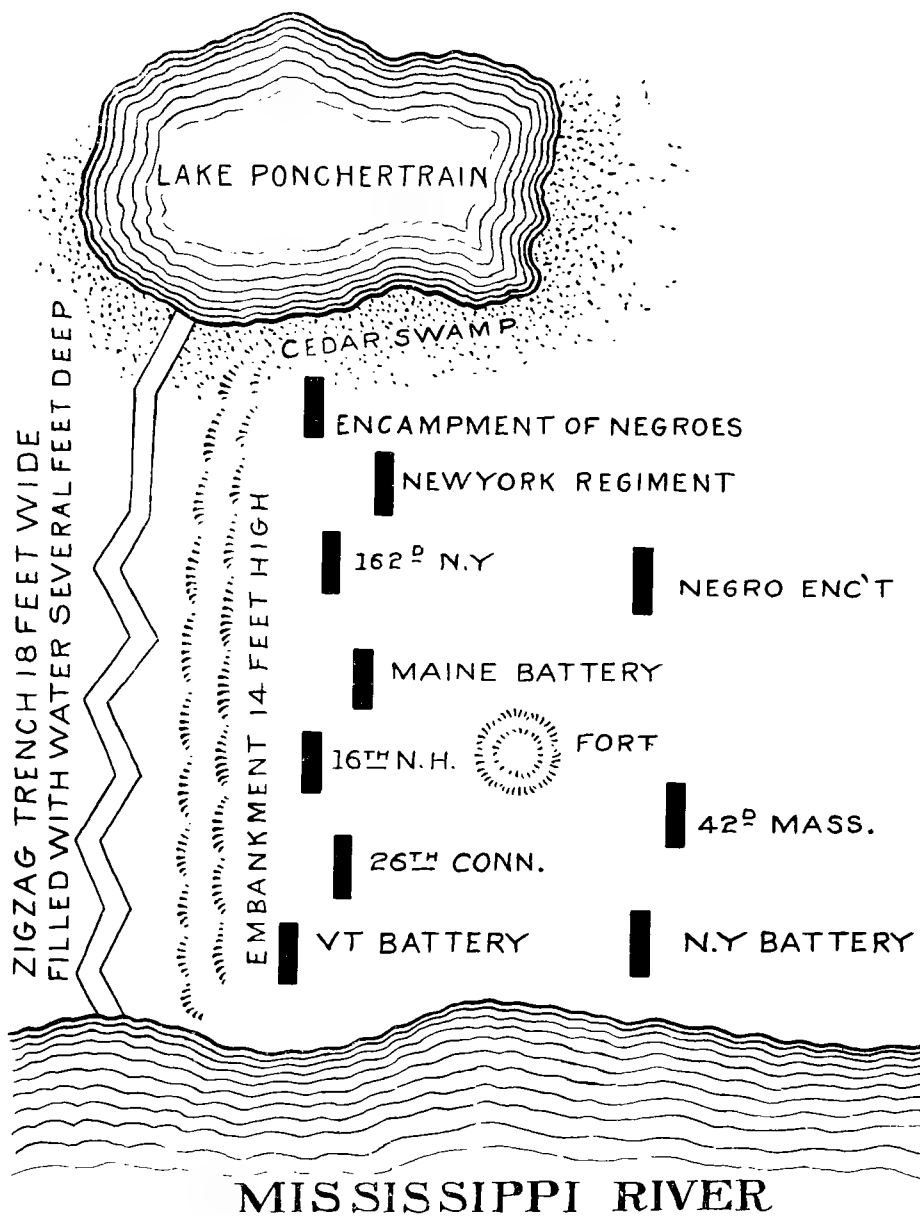 LAKE PONCHERTRAIN
CEDAR SWAMP
ZIGZAG TRENCH 18 FEET WIDE
FILLED WITH WATER SEVERAL FEET DEEP
EMBANKMENT 14 FEET HIGH
ENCAMPMENT OF NEGROES
NEWYORK REGIMENT
162D N.Y
NEGRO ENC'T
MAINE BATTERY
FORT
16TH N.H.
42D MASS.
26TH CONN.
VT BATTERY
N.Y BATTERY
MISSISSIPPI RIVER